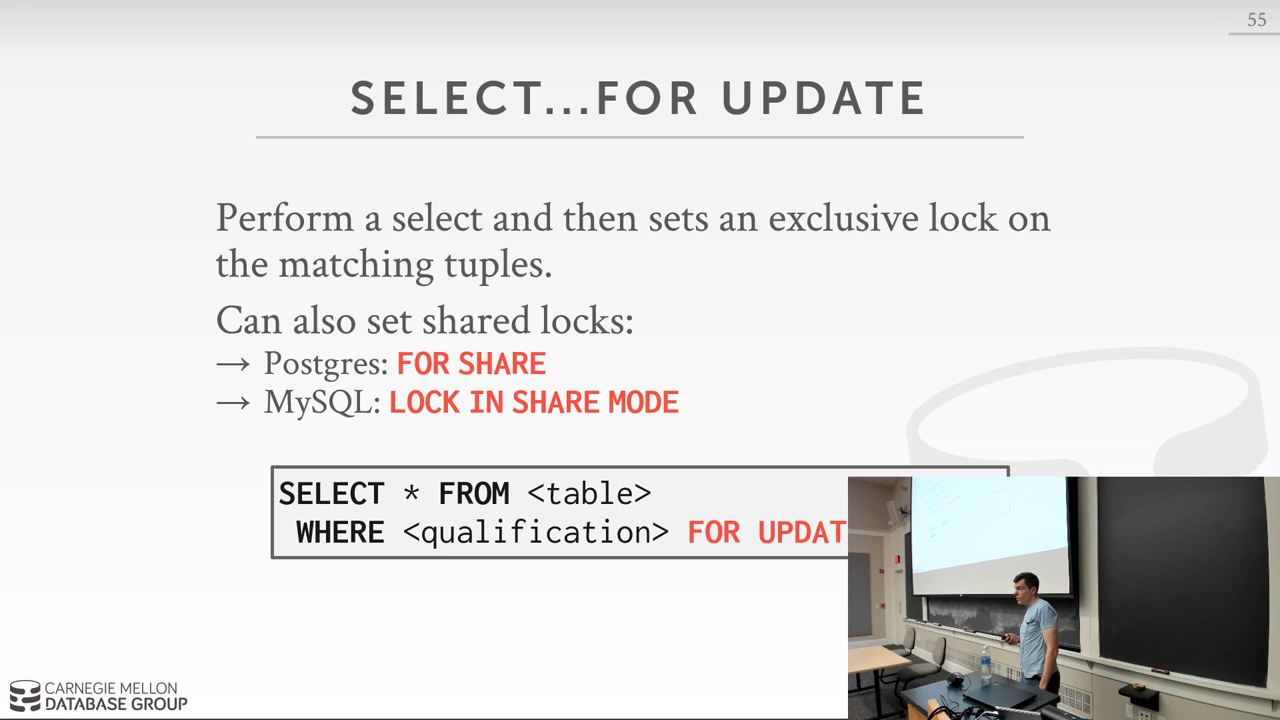 55
SELECT...FOR UPDATE
Perform a select and then sets an exclusive lock on
the matching tuples.
Can also set shared locks:
→ Postgres: FOR SHARE
→ MySQL: LOCK IN SHARE MODE
SELECT * FROM <table>
WHERE <qualification> FOR UPDAT
CARNEGIE MELLON
DATABASE GROUP